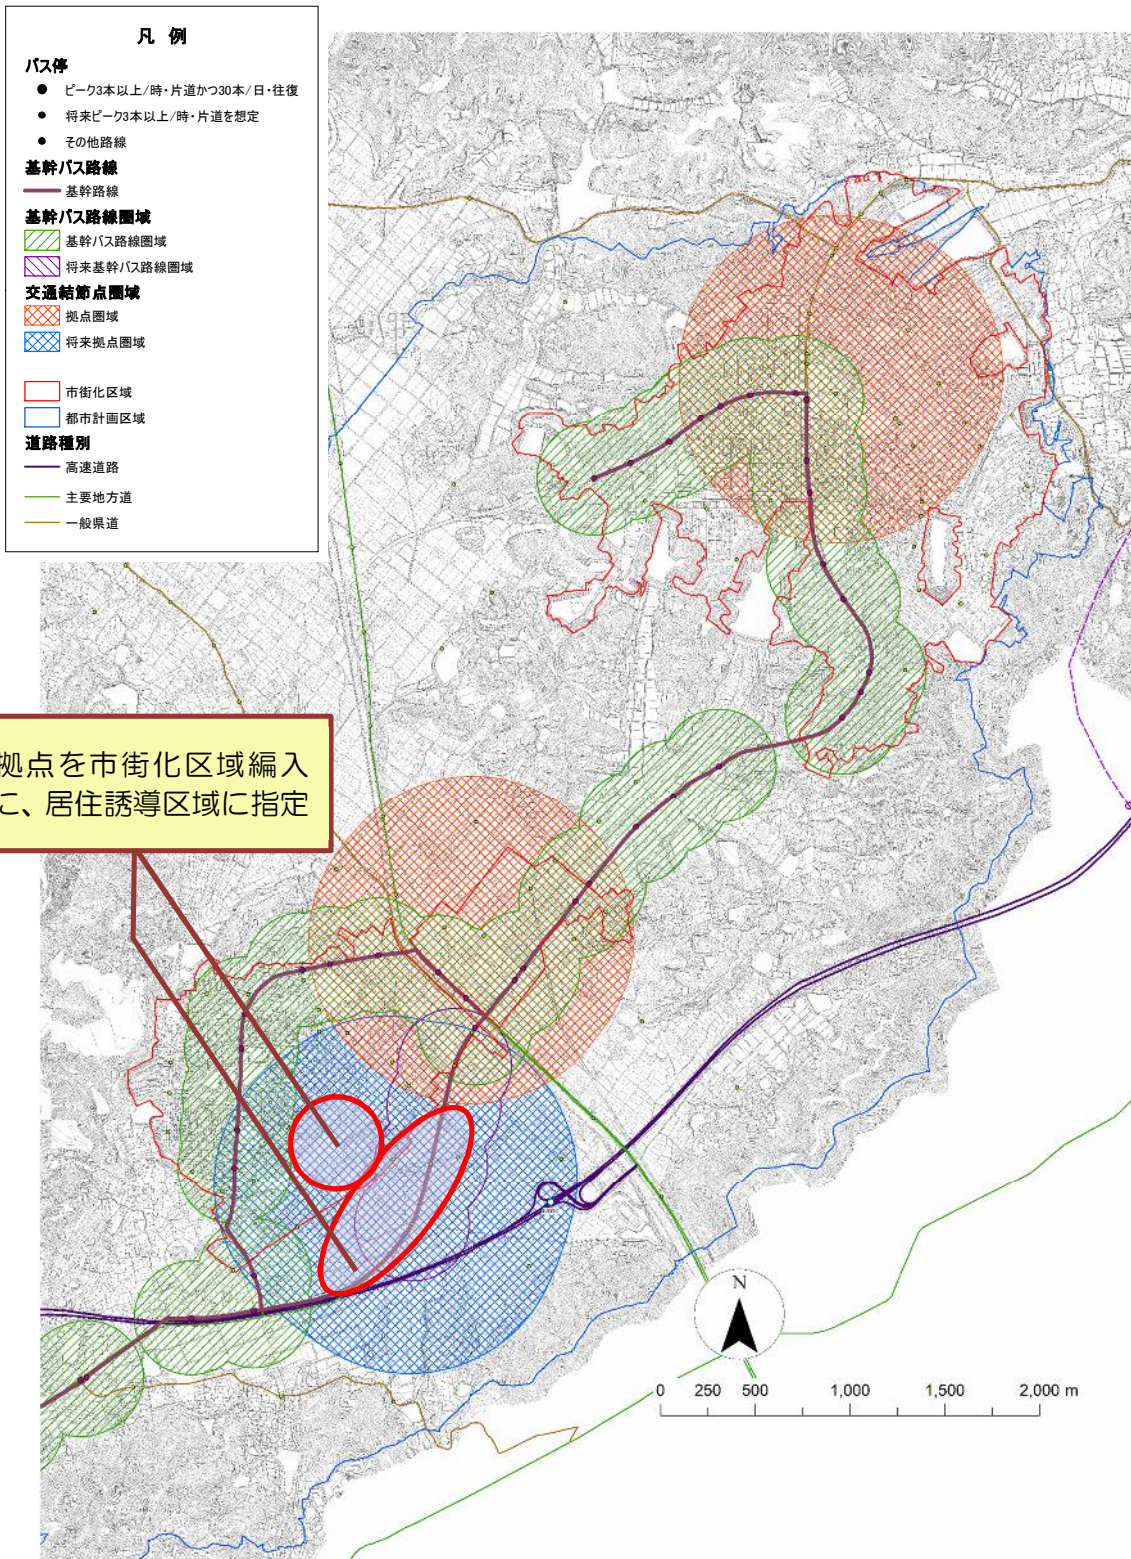 凡 例
バス停
ピーク3本以上/時・片道かつ30本/日・往復
将来ピーク3本以上/時・片道を想定
その他路線
基幹バス路線
基幹路線
基幹バス路線圏域
基幹バス路線圏域
将来基幹バス路線圏域
交通結節点圏域
拠点圏域
将来拠点圏域
市街化区域
都市計画区域
道路種別
高速道路
主要地方道
一般県道
拠点を市街化区域編入
に、居住誘導区域に指定
N
0 250 500 1,000 1,500 2,000 m